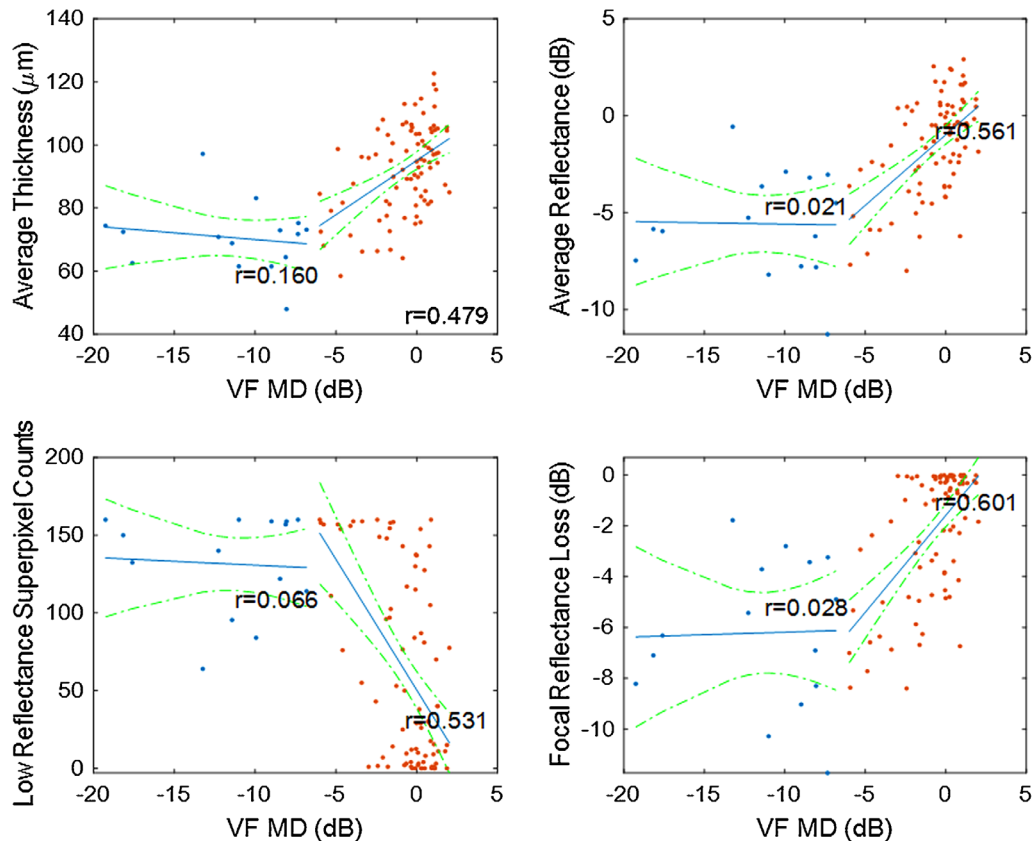 140
120
100
80
60
40
Average Thickness (μm)
r=0.160
r=0.479
-20
-15
-10
-5
0
5
VF MD (dB)
5
0
-5
-10
Average Reflectance (dB)
r=0.561
r=0.021
-20
-15
-10
-5
0
5
VF MD (dB)
200
150
100
50
0
Low Reflectance Superpixel Counts
r=0.066
r=0.531
-20
-15
-10
-5
0
5
VF MD (dB)
0
-2
-4
-6
-8
-10
Focal Reflectance Loss (dB)
r=0.601
r=0.028
-20
-15
-10
-5
0
5
VF MD (dB)